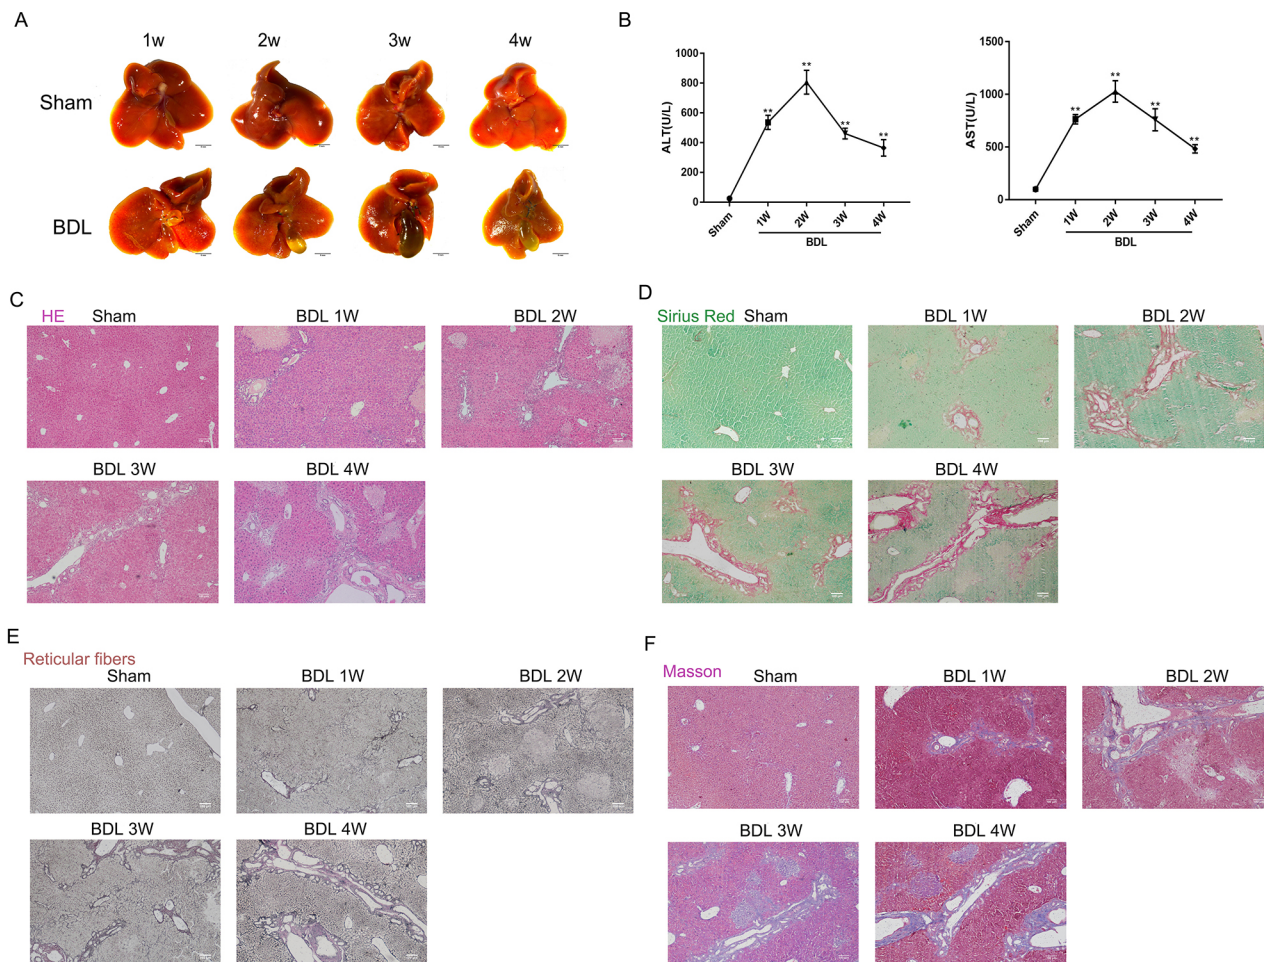 A
1w 2w 3w 4w
Sham
BDL
B
ALT(U/L)
1000
800
600
400
200
0
**
**
**
**
Sham 1W 2W 3W 4W
BDL
AST(U/L)
1500
1000
500
0
**
**
**
**
Sham 1W 2W 3W 4W
BDL
C
HE Sham BDL 1W BDL 2W
BDL 3W BDL 4W
D
Sirius Red Sham BDL 1W BDL 2W
BDL 3W BDL 4W
E
Reticular fibers
Sham BDL 1W BDL 2W
BDL 3W BDL 4W
F
Masson Sham BDL 1W BDL 2W
BDL 3W BDL 4W